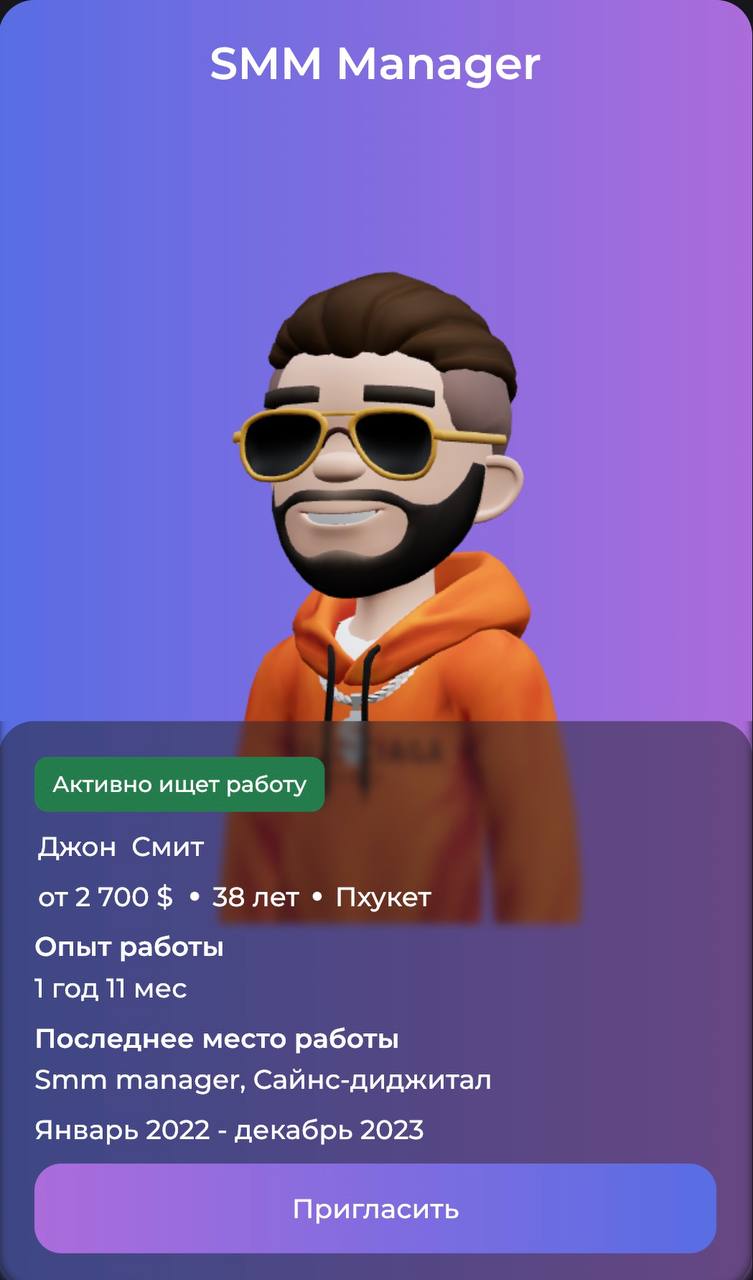 SMM Manager
Активно ищет работу
Джон Смит
от 2 700 $ • 38 лет • Пхукет
Опыт работы
1 год 11 мес
Последнее место работы
Smm manager, Сайнс-диджитал
Январь 2022 - декабрь 2023
Пригласить